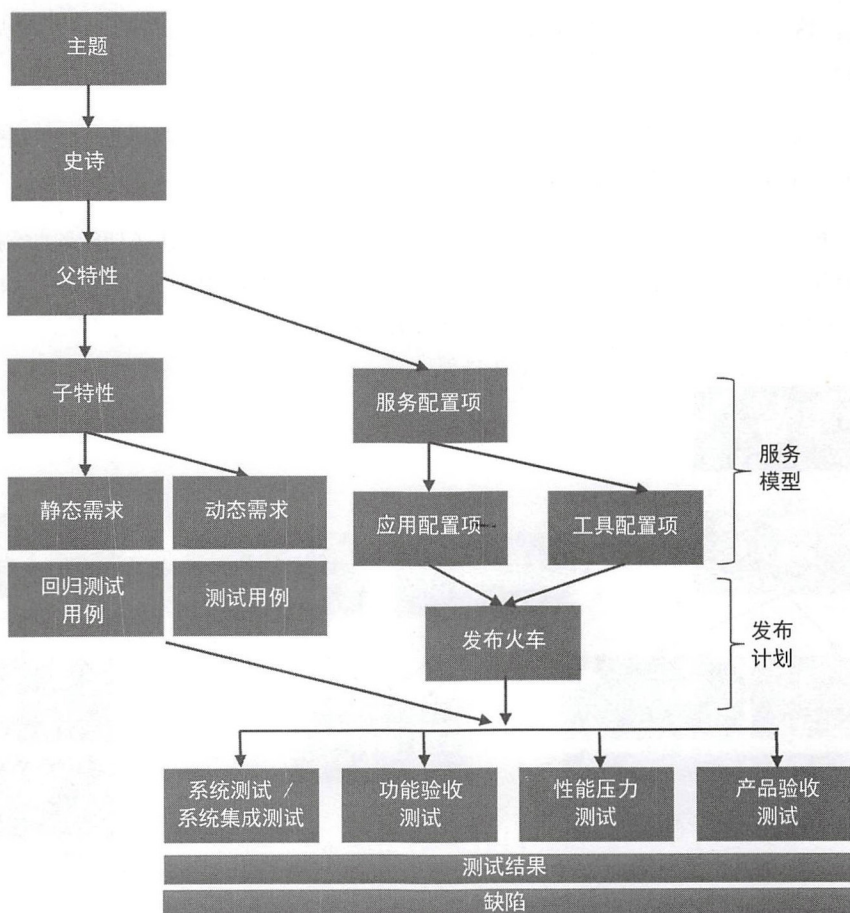 主题
史诗
父特性
子特性
服务配置项
服务
模型
静态需求
动态需求
应用配置项
工具配置项
回归测试
用例
测试用例
发布火车
发布
计划
系统测试 /
系统集成测试
功能验收
测试
性能压力
测试
产品验收
测试
测试结果
缺陷